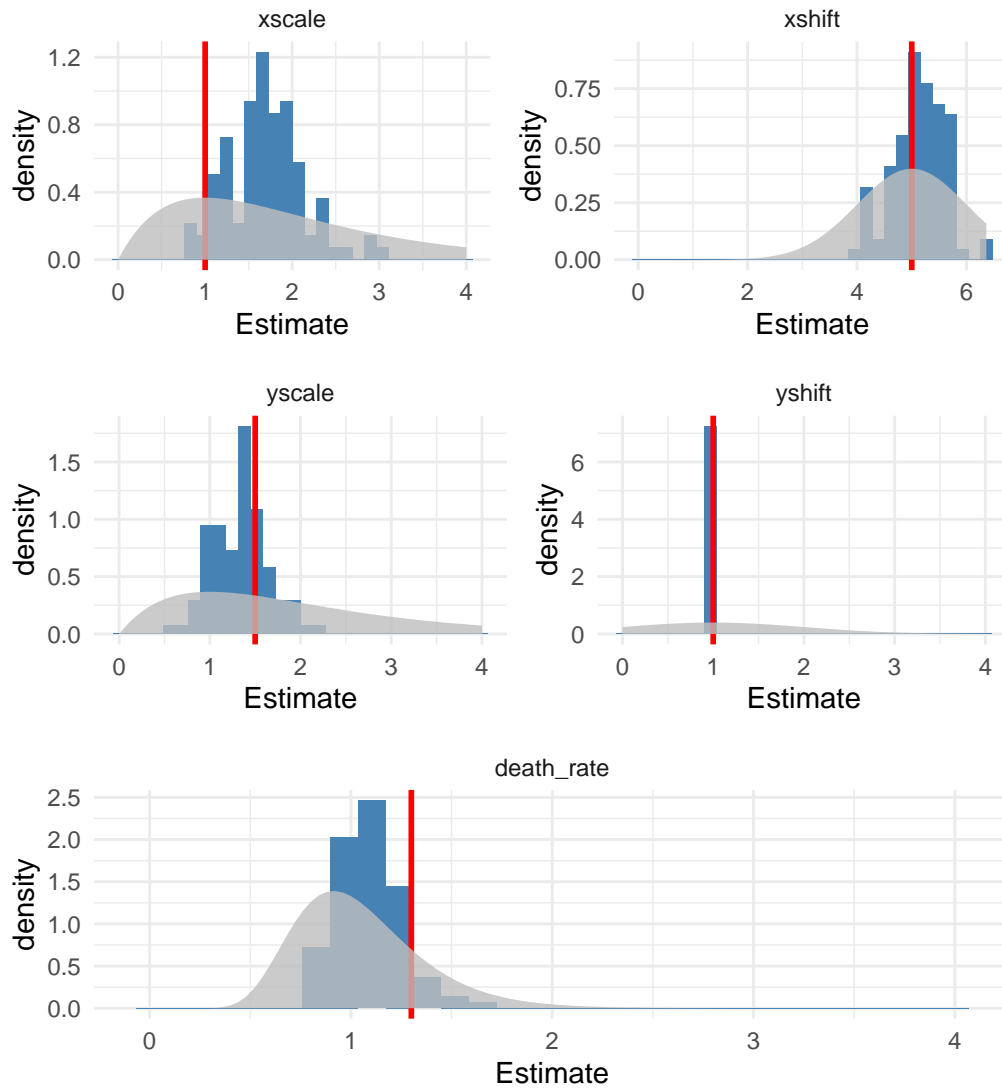 xscale
xshift
density
1.2
0.8
0.4
0.0
0 1 2 3 4
Estimate
density
0.75
0.50
0.25
0.00
0 2 4 6
Estimate
yscale
yshift
density
1.5
1.0
0.5
0.0
0 1 2 3 4
Estimate
density
6
4
2
0
0 1 2 3 4
Estimate
death_rate
density
2.5
2.0
1.5
1.0
0.5
0.0
0 1 2 3 4
Estimate